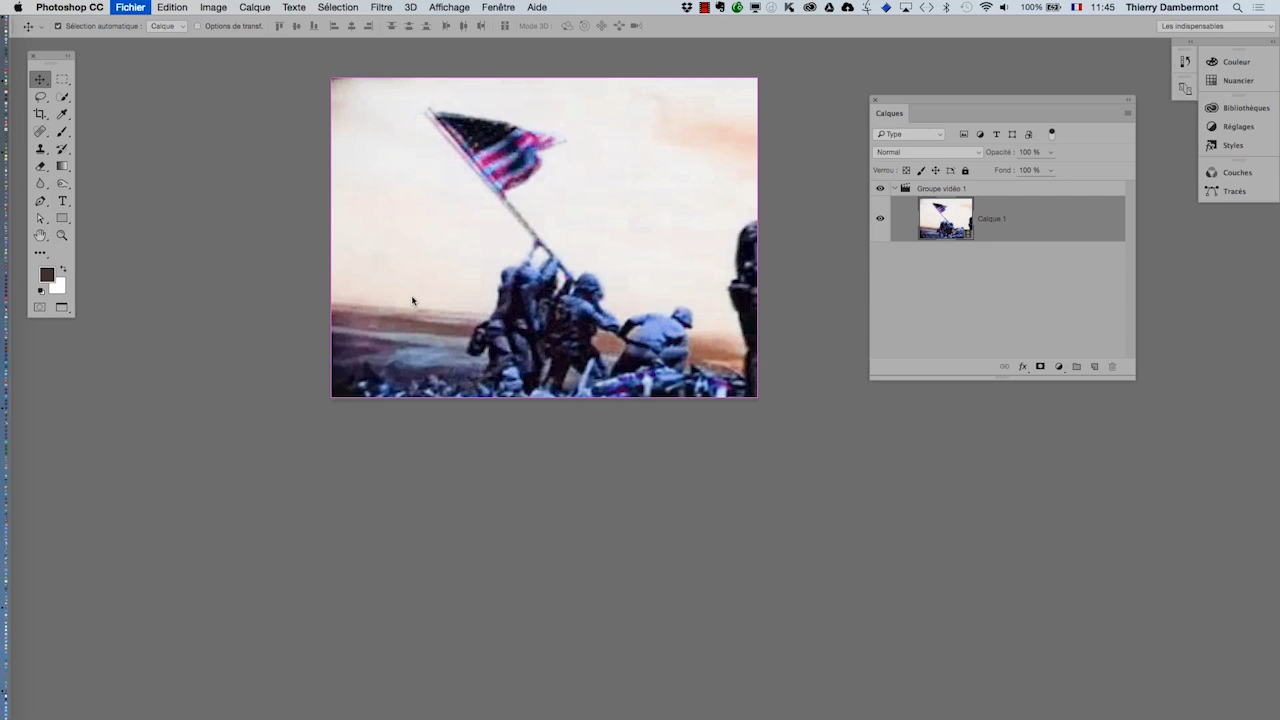 Photoshop CC Fichier Edition Image Calque Texte Sélection Filtre 3D Affichage Fenêtre Aide 100% 11:45 Thierry Dambermont
Sélection automatique : Calque Options de transf. Mode 3D : Les indispensables
Couleur
Nuancier
Bibliothèques
Réglages
Styles
Couches
Tracés
Calques
Type
Normal Opacité : 100 %
Verrou : Fond : 100 %
Groupe vidéo 1
Calque 1